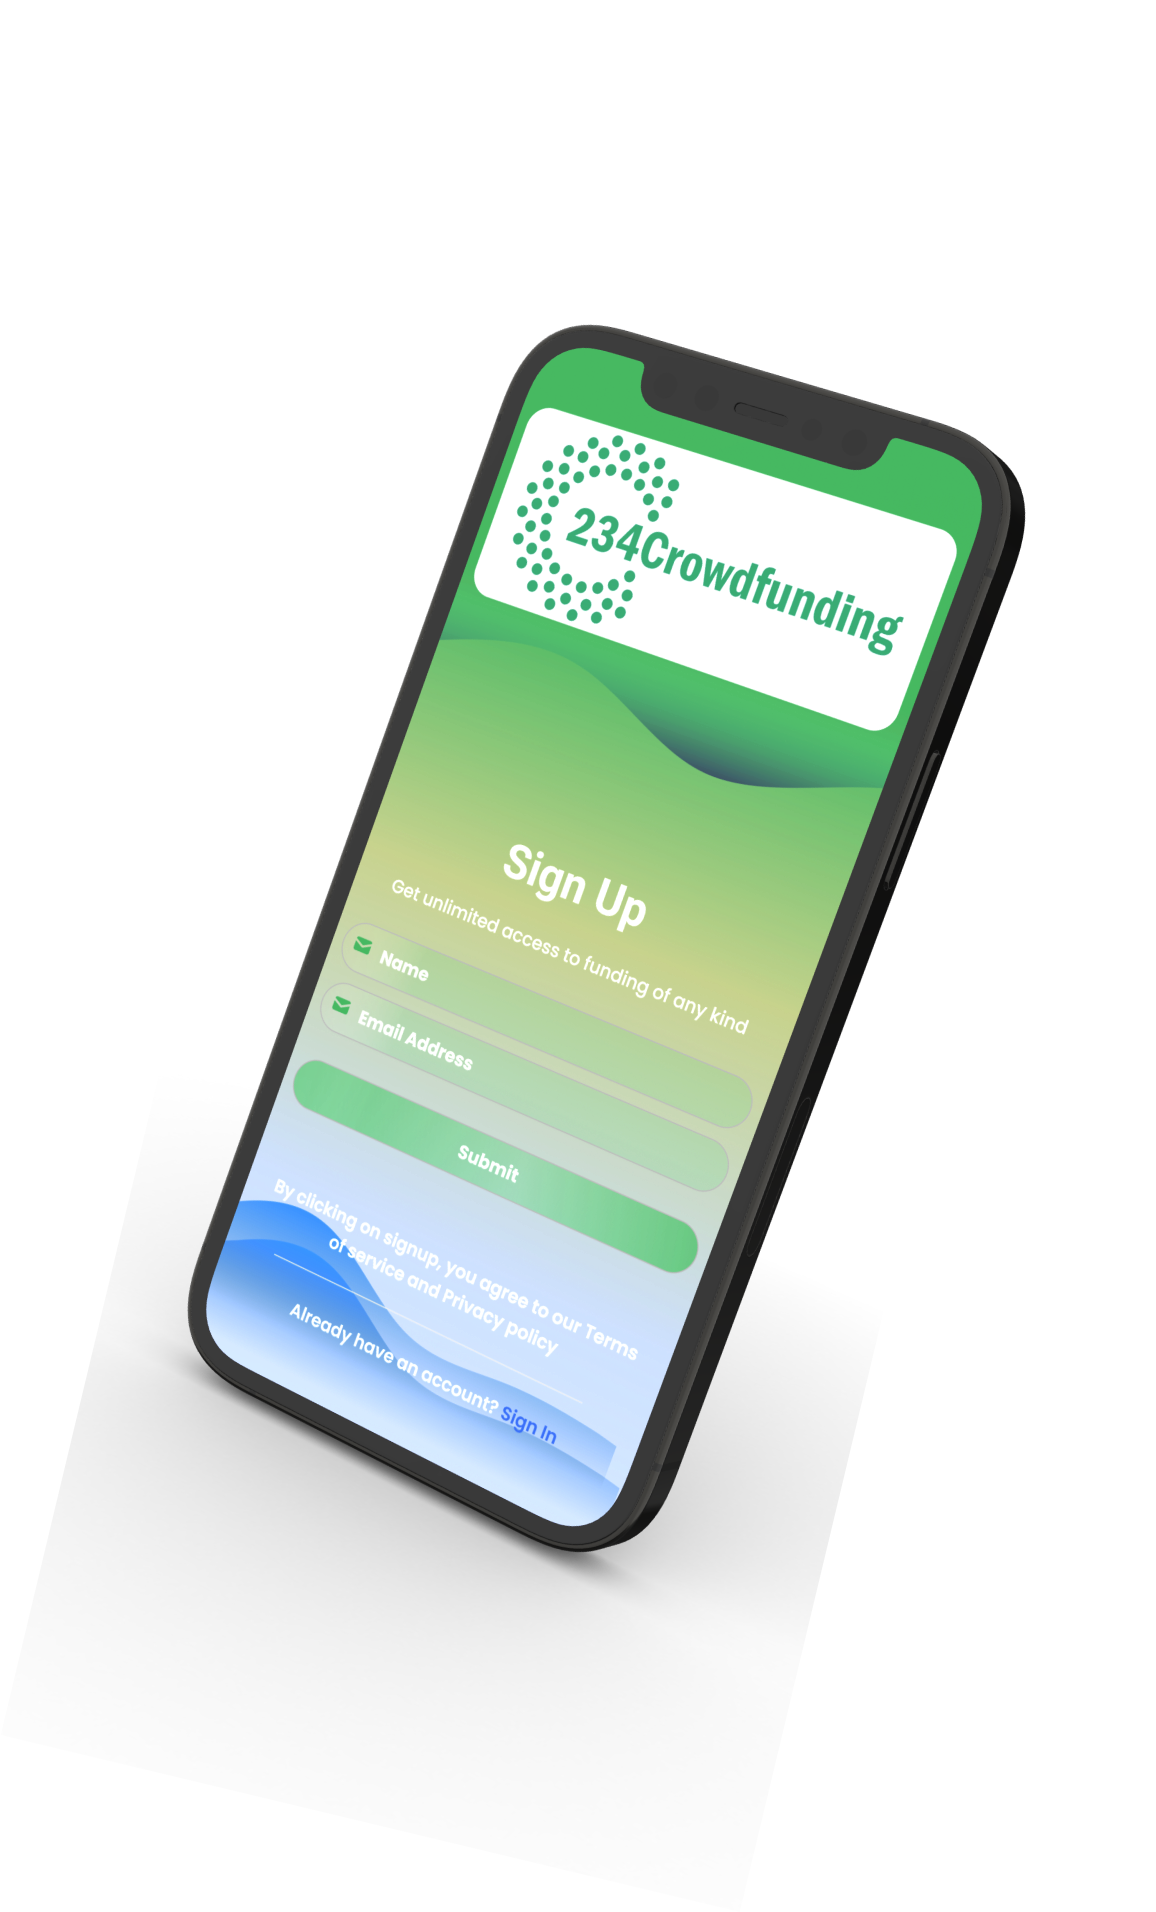 234Crowdfunding
Sign Up
Get unlimited access to funding of any kind
Name
Email Address
Submit
By clicking on signup, you agree to our Terms
of service and Privacy policy
Already have an account? Sign In